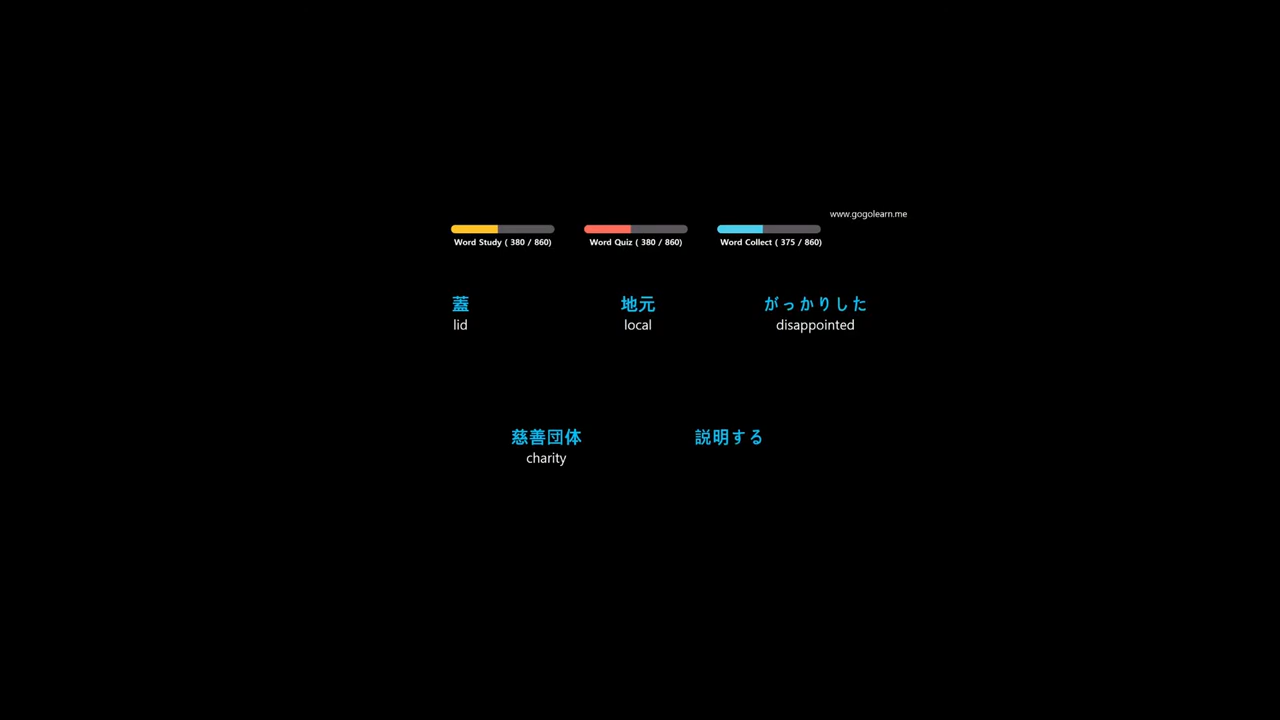 www.gogolearn.me
Word Study ( 380 / 860)
Word Quiz ( 380 / 860)
Word Collect ( 375 / 860)
蓋
lid
地元
local
がっかりした
disappointed
慈善団体
charity
説明する